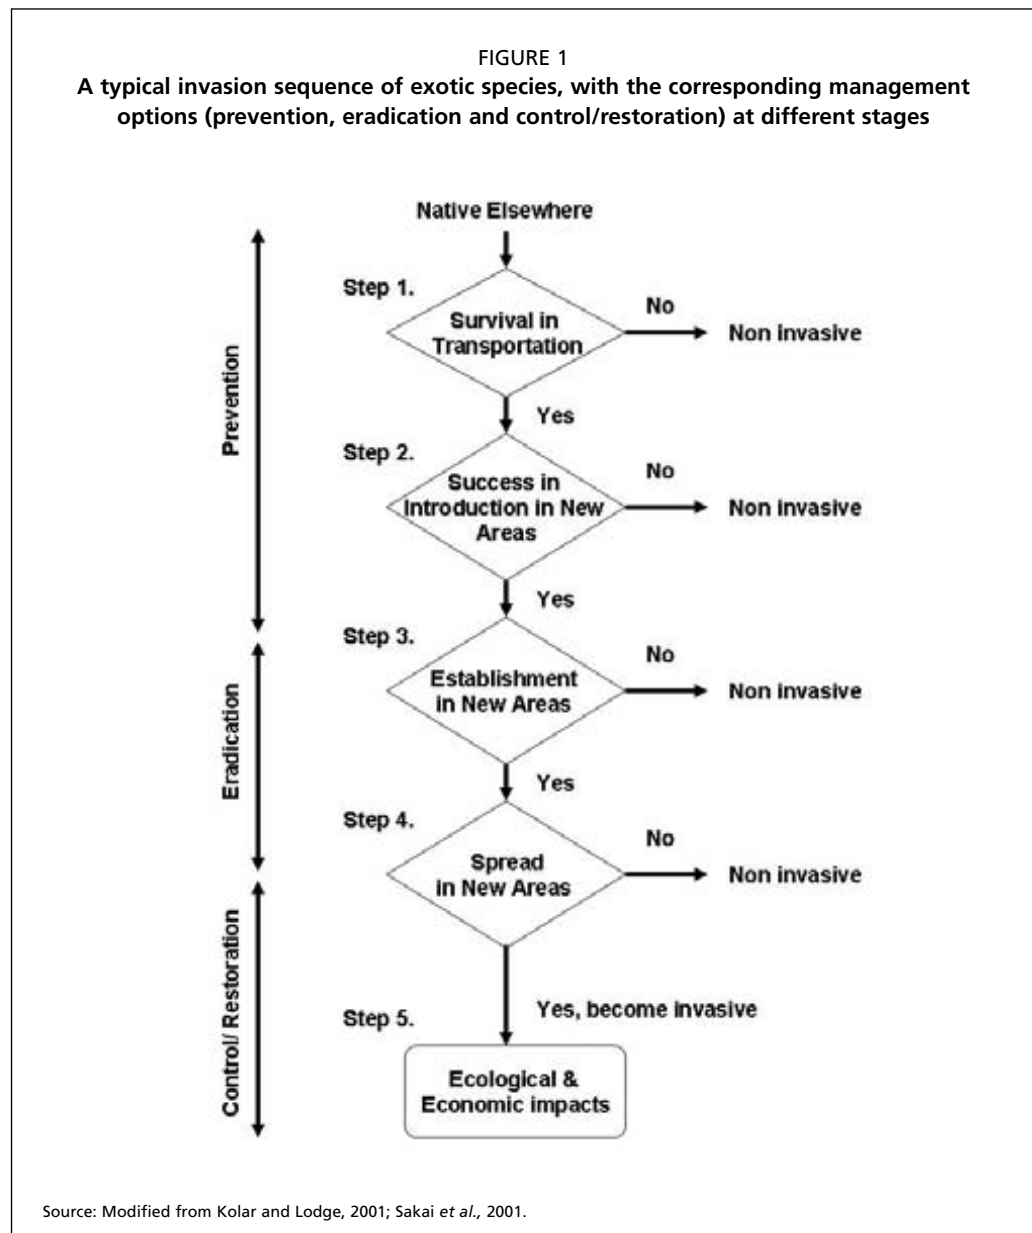 FIGURE 1
A typical invasion sequence of exotic species, with the corresponding management
options (prevention, eradication and control/restoration) at different stages
Native Elsewhere
Step 1.
Survival in
Transportation
No
Non invasive
Yes
Step 2.
Success in
Introduction in New
Areas
No
Non invasive
Yes
Step 3.
Establishment
in New Areas
No
Non invasive
Yes
Step 4.
Spread
in New Areas
No
Non invasive
Yes, become invasive
Step 5.
Ecological &
Economic impacts
Prevention
Eradication
Control/ Restoration
Source: Modified from Kolar and Lodge, 2001; Sakai et al., 2001.